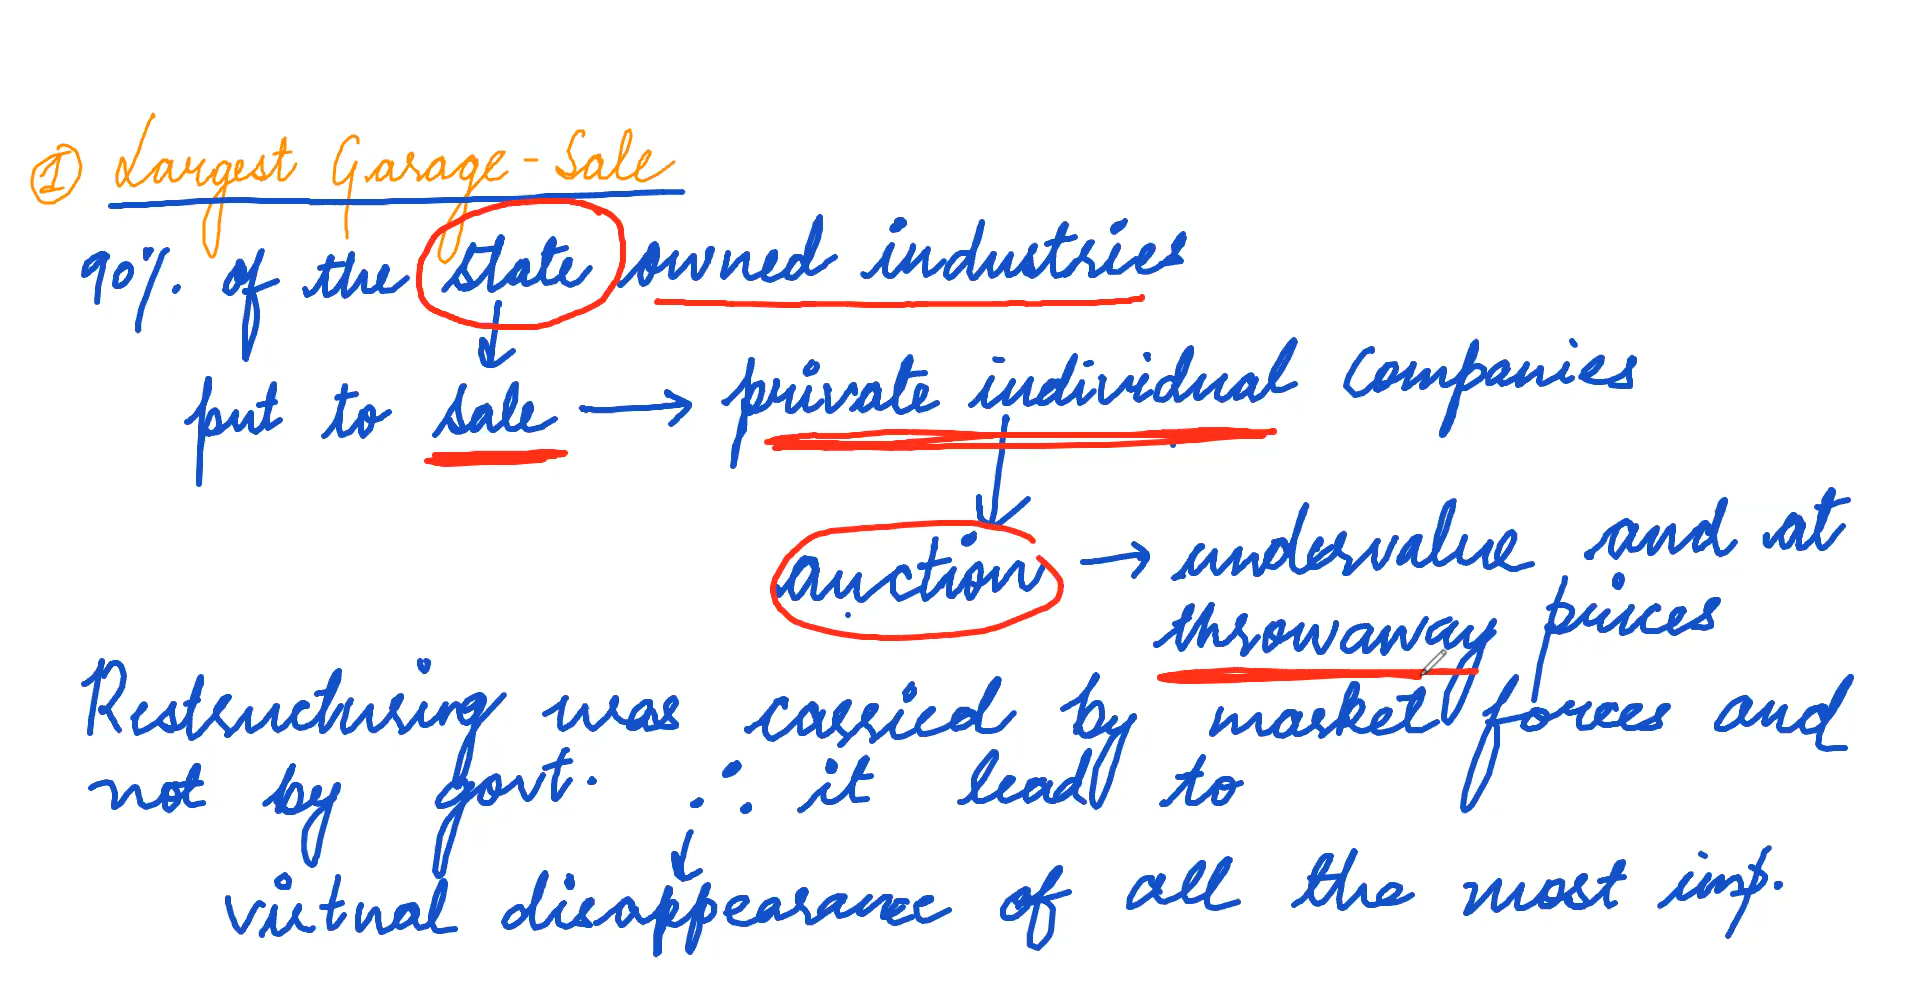 ① Largest Garage-Sale
90% of the state owned industries
put to sale → private individual Companies
auction → undervalue and at
throwaway prices
Restructuring was carried by market forces and
not by govt. ∴ it lead to
virtual disappearance of all the most imp.